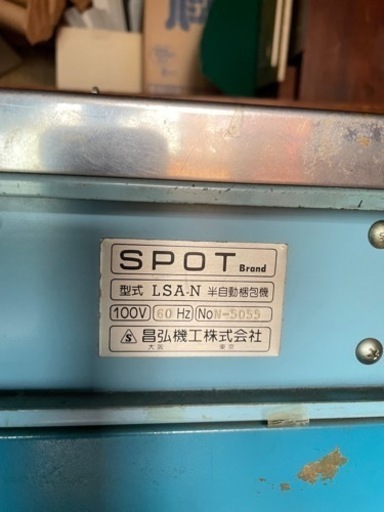 SPOT Brand
型式 LSA-N 半自動梱包機
100V 60 Hz No N-5055
S 昌弘機工株式会社
大阪 東京